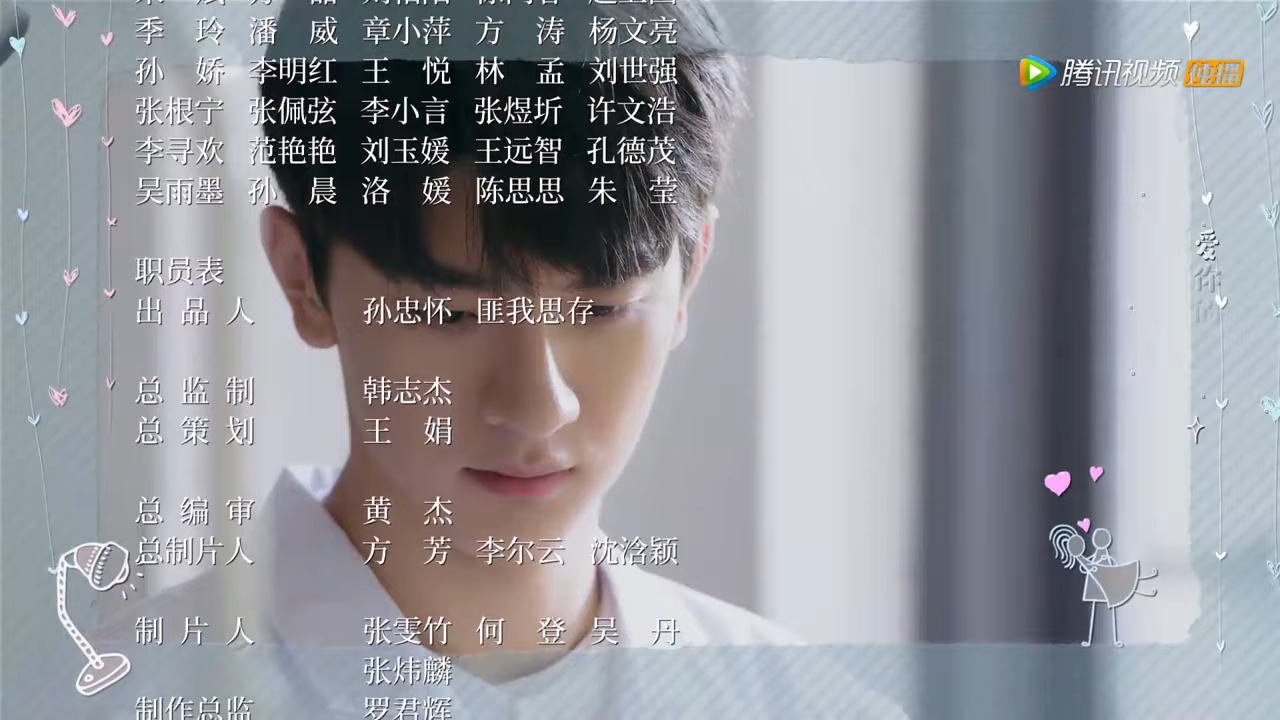 季 玲 潘 威 章小萍 方 涛 杨文亮
孙 娇 李明红 王 悦 林 孟 刘世强
张根宁 张佩弦 李小言 张煜圻 许文浩
李寻欢 范艳艳 刘玉媛 王远智 孔德茂
吴雨墨 孙 晨 洛 媛 陈思思 朱 莹
腾讯视频 独播
爱你的
职员表
出品人 孙忠怀 匪我思存
总监制 韩志杰
总策划 王 娟
总编审 黄 杰
总制片人 方 芳 李尔云 沈浛颖
制片人 张雯竹 何 登 吴 丹
张炜麟
制作总监 罗君辉